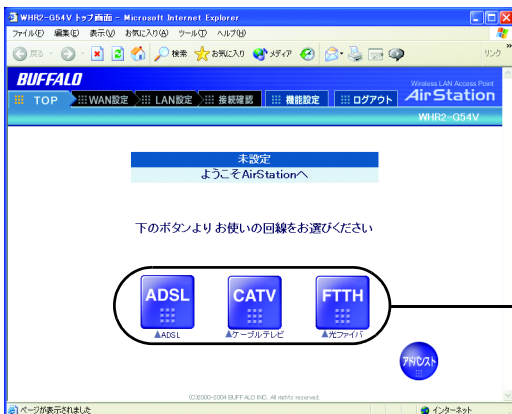 WHR2-G54V トップ画面 - Microsoft Internet Explorer
ファイル(F) 編集(E) 表示(V) お気に入り(A) ツール(T) ヘルプ(H)
戻る 検索 お気に入り メディア リンク »
BUFFALO
Wireless LAN Access Point
AirStation
TOP WAN設定 LAN設定 接続確認 機能設定 ログアウト
WHR2-G54V
未設定
ようこそAirStationへ
下のボタンより お使いの回線をお選びください
ADSL CATV FTTH
▲ADSL ▲ケーブルテレビ ▲光ファイバ
アドバンスト
(C)2000-2004 BUFFALO INC. All rights reserved.
ページが表示されました インターネット